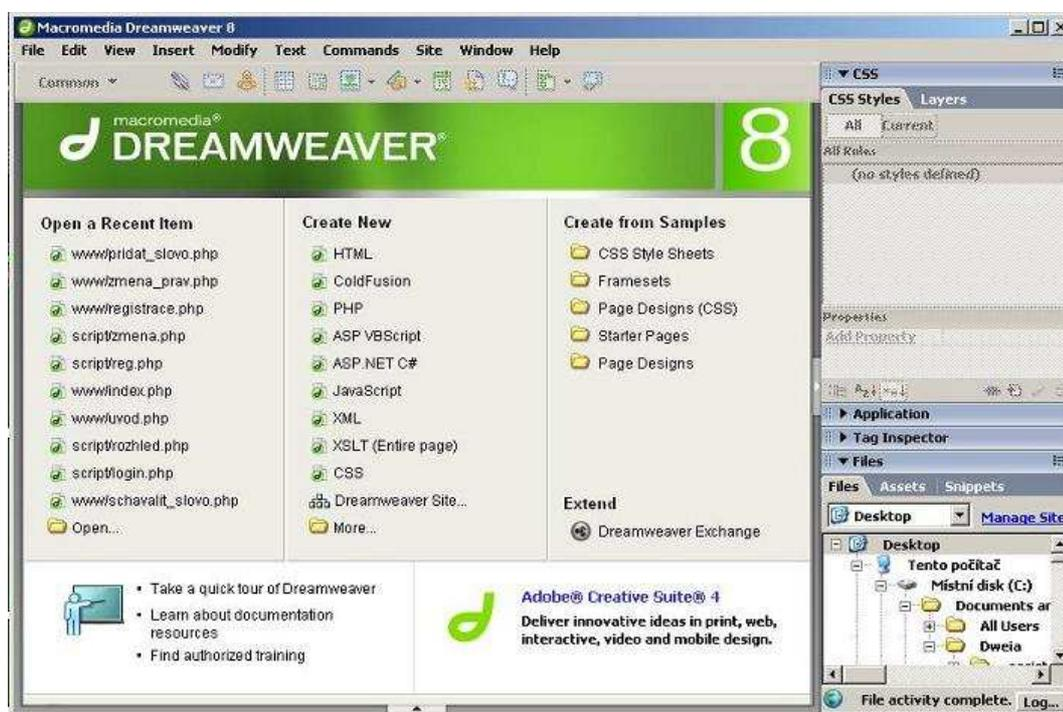 Macromedia Dreamweaver 8
File Edit View Insert Modify Text Commands Site Window Help
Common
macromedia®
DREAMWEAVER®
8
Open a Recent Item
www/pridat_slovo.php
www/zmena_prav.php
www/registrace.php
script/zmena.php
script/reg.php
www/index.php
www/uvod.php
script/rozhled.php
script/login.php
www/schavalit_slovo.php
Open...
Create New
HTML
ColdFusion
PHP
ASP VBScript
ASP.NET C#
JavaScript
XML
XSLT (Entire page)
CSS
Dreamweaver Site...
More...
Create from Samples
CSS Style Sheets
Framesets
Page Designs (CSS)
Starter Pages
Page Designs
Extend
Dreamweaver Exchange
• Take a quick tour of Dreamweaver
• Learn about documentation
resources
• Find authorized training
Adobe® Creative Suite® 4
Deliver innovative ideas in print, web,
interactive, video and mobile design.
CSS
CSS Styles Layers
All Current
All Rules
(no styles defined)
Properties
Add Property
Application
Tag Inspector
Files
Files Assets Snippets
Desktop Manage Site
Desktop
Tento počítač
Místní disk (C:)
Documents ar
All Users
Dweia
File activity complete. Log...